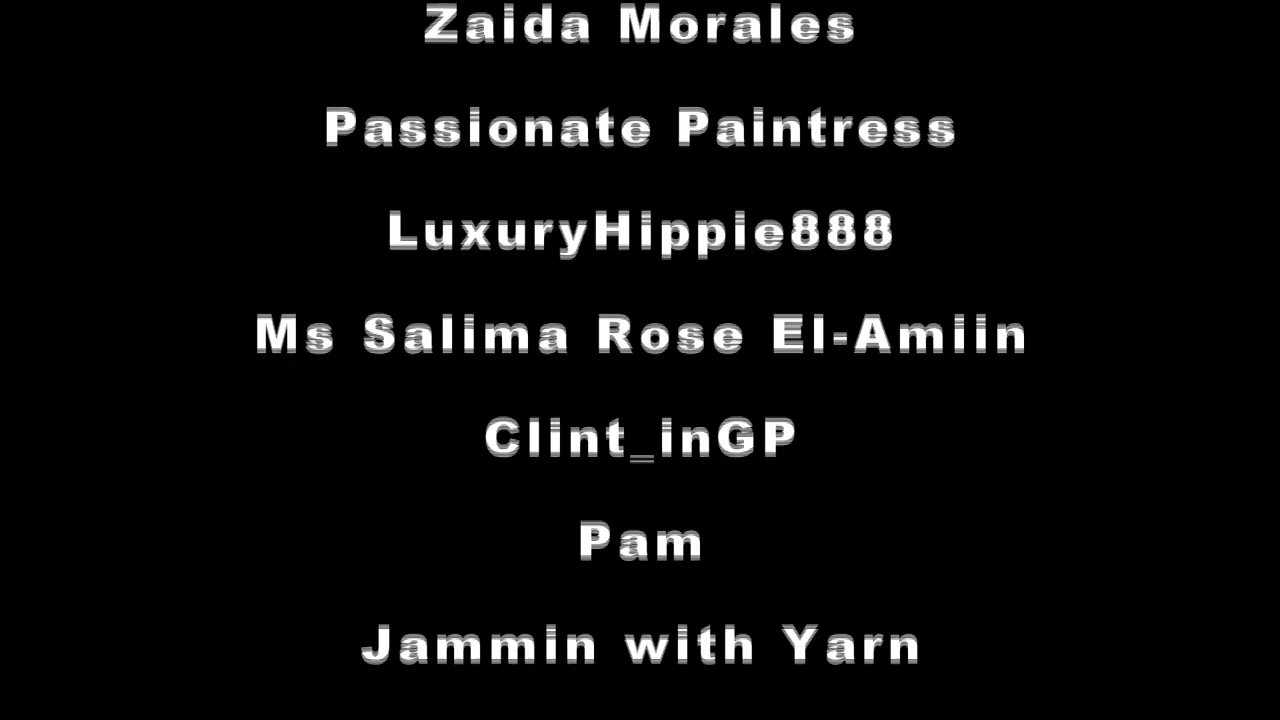 Zaida Morales
Passionate Paintress
LuxuryHippie888
Ms Salima Rose El-Amiin
Clint_inGP
Pam
Jammin with Yarn